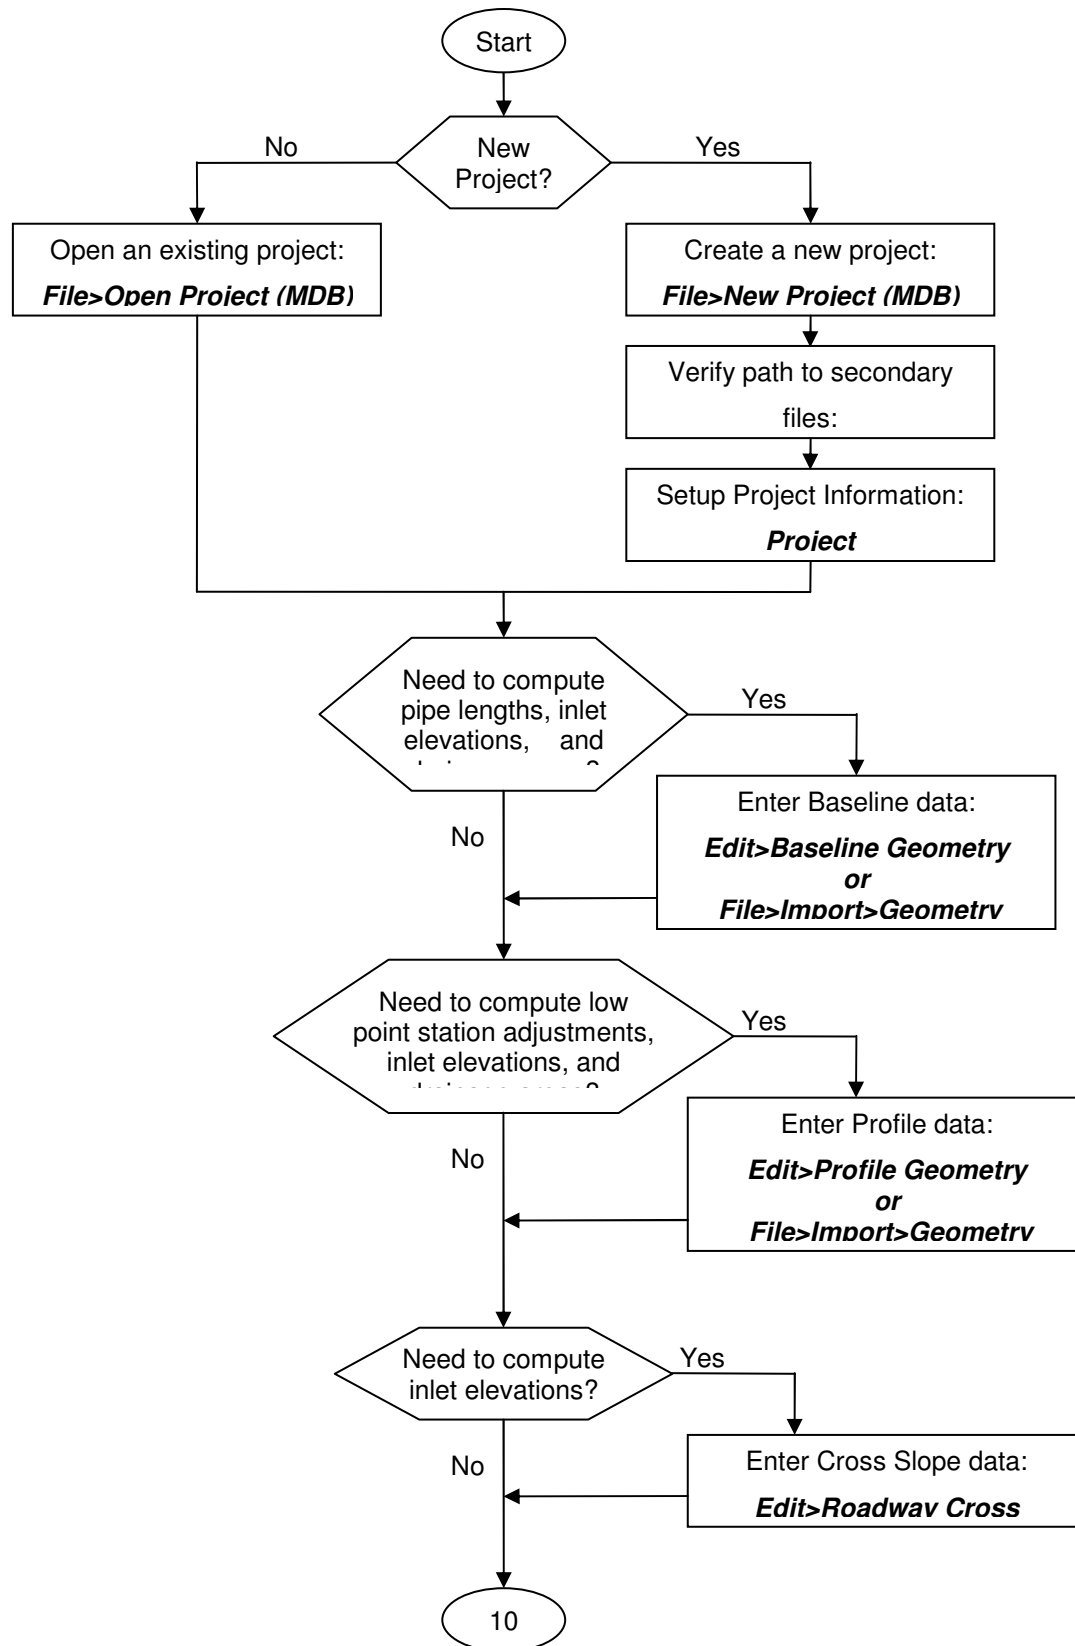 Start
New
Project?
No
Yes
Open an existing project:
File>Open Project (MDB)
Create a new project:
File>New Project (MDB)
Verify path to secondary
files:
Setup Project Information:
Project
Need to compute
pipe lengths, inlet
elevations, and
Yes
No
Enter Baseline data:
Edit>Baseline Geometry
or
File>Import>Geometry
Need to compute low
point station adjustments,
inlet elevations, and
drainage areas?
Yes
No
Enter Profile data:
Edit>Profile Geometry
or
File>Import>Geometry
Need to compute
inlet elevations?
Yes
No
Enter Cross Slope data:
Edit>Roadway Cross
10